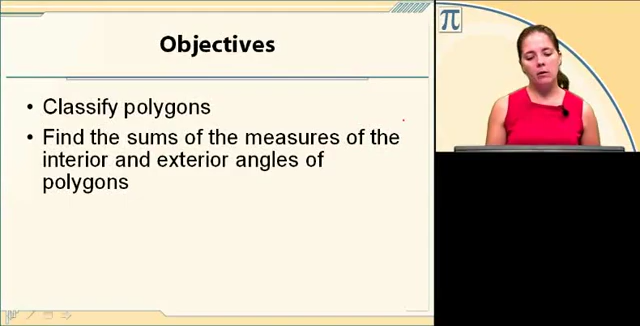 Objectives
π
• Classify polygons
• Find the sums of the measures of the
interior and exterior angles of
polygons